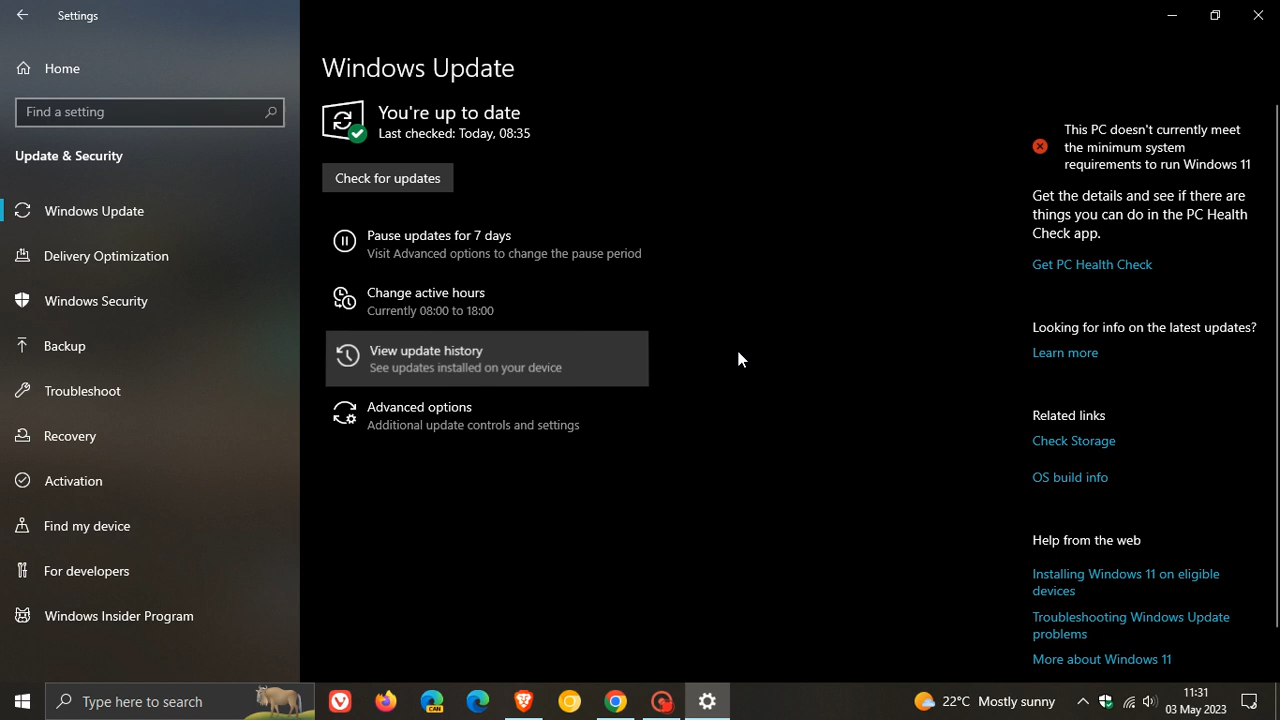 Settings
Home
Find a setting
Update & Security
Windows Update
Delivery Optimization
Windows Security
Backup
Troubleshoot
Recovery
Activation
Find my device
For developers
Windows Insider Program
Windows Update
You're up to date
Last checked: Today, 08:35
Check for updates
Pause updates for 7 days
Visit Advanced options to change the pause period
Change active hours
Currently 08:00 to 18:00
View update history
See updates installed on your device
Advanced options
Additional update controls and settings
This PC doesn't currently meet
the minimum system
requirements to run Windows 11
Get the details and see if there are
things you can do in the PC Health
Check app.
Get PC Health Check
Looking for info on the latest updates?
Learn more
Related links
Check Storage
OS build info
Help from the web
Installing Windows 11 on eligible
devices
Troubleshooting Windows Update
problems
More about Windows 11
Type here to search
CAN
22°C Mostly sunny
11:31
03 May 2023